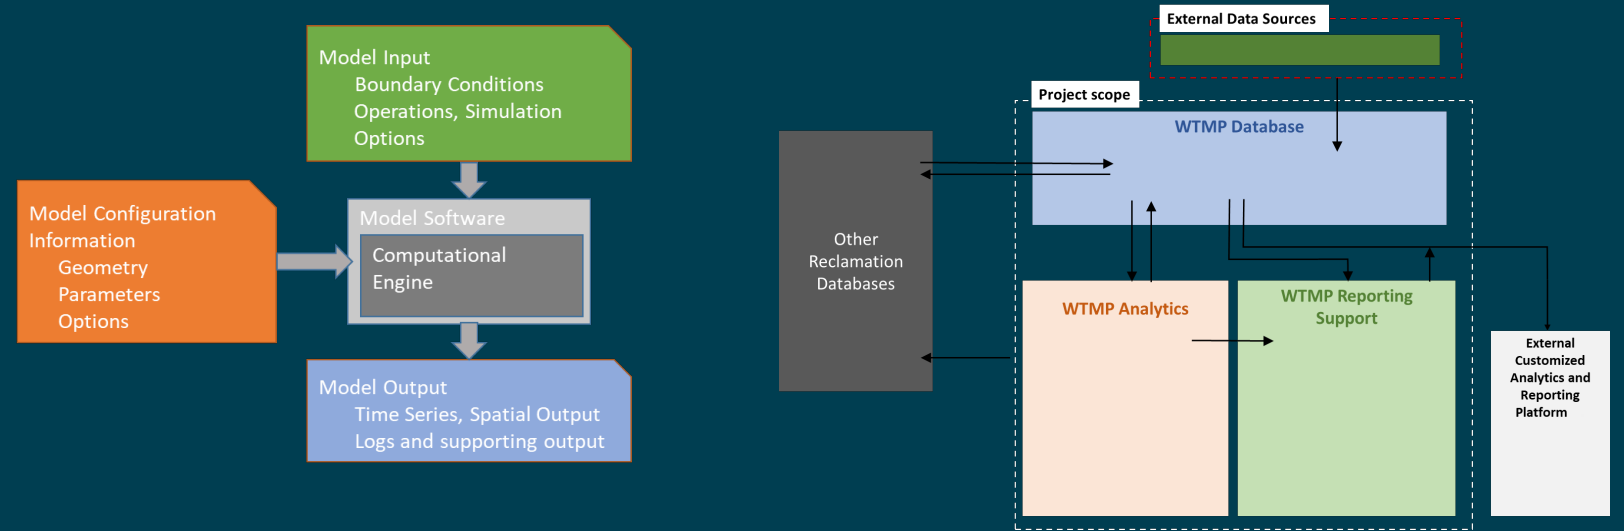 Model Input
Boundary Conditions
Operations, Simulation
Options
Model Configuration
Information
Geometry
Parameters
Options
Model Software
Computational
Engine
Model Output
Time Series, Spatial Output
Logs and supporting output
External Data Sources
Project scope
WTMP Database
Other
Reclamation
Databases
WTMP Analytics
WTMP Reporting
Support
External
Customized
Analytics and
Reporting
Platform